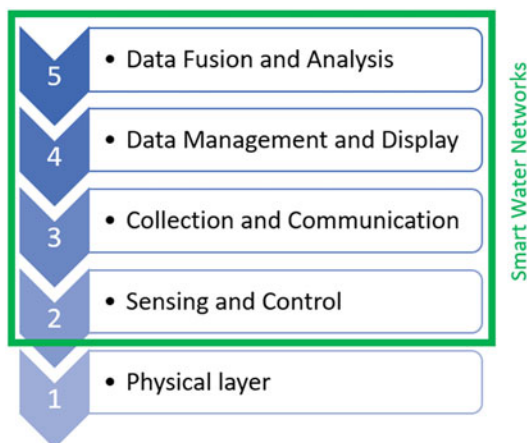 5
• Data Fusion and Analysis
4
• Data Management and Display
3
• Collection and Communication
2
• Sensing and Control
1
• Physical layer
Smart Water Networks